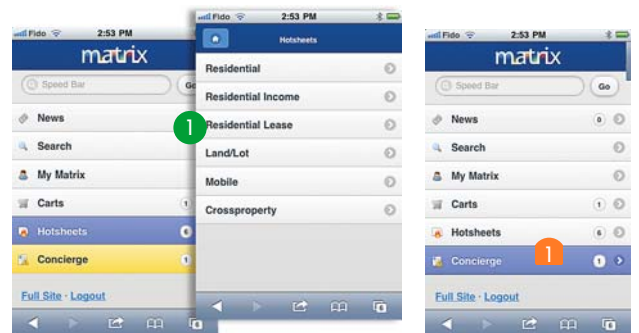 Fido 2:53 PM
matrix
Speed Bar Go
News
Search
My Matrix
Carts 1
Hotsheets 6
Concierge 1
Full Site · Logout
6
Fido 2:53 PM
Hotsheets
Residential
Residential Income
1
Residential Lease
Land/Lot
Mobile
Crossproperty
6
Fido 2:53 PM
matrix
Speed Bar Go
News 0
Search
My Matrix
Carts 1
Hotsheets 6
Concierge 1 1
Full Site · Logout
6